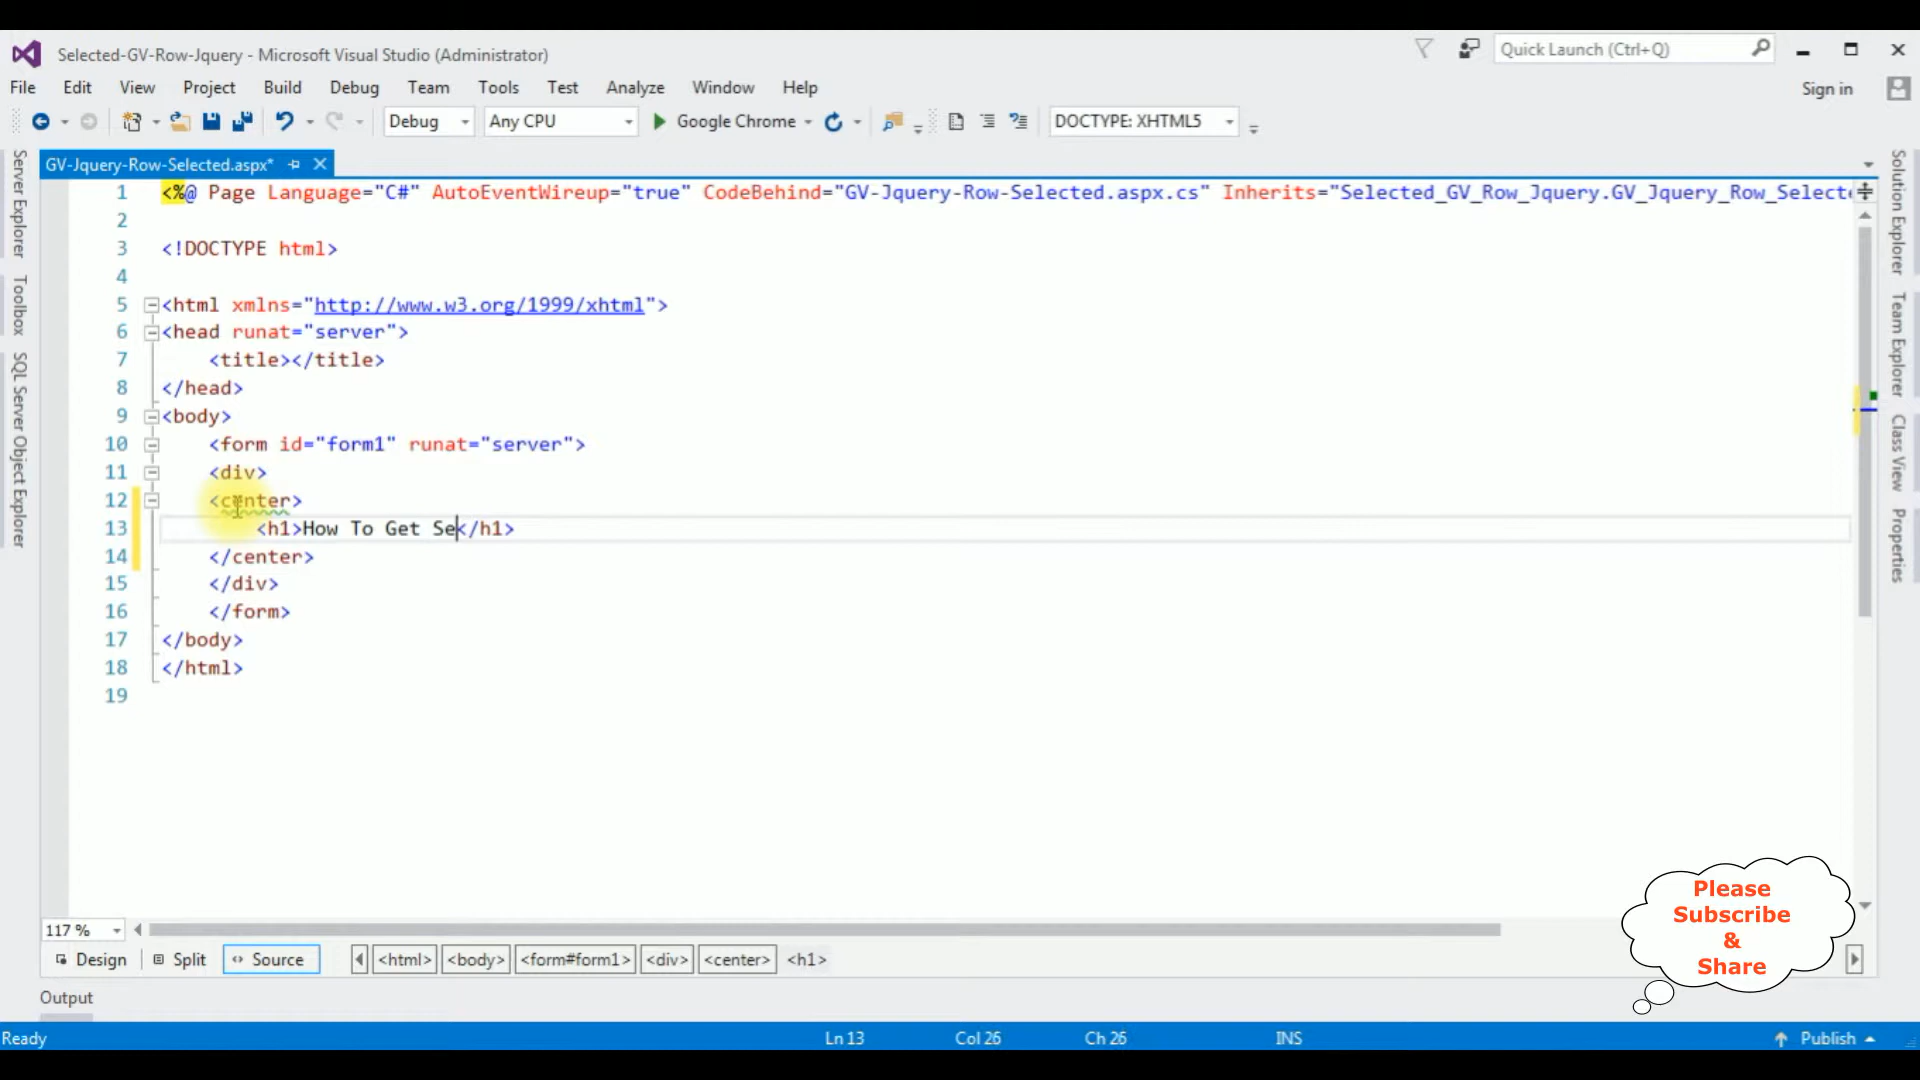 Selected-GV-Row-Jquery - Microsoft Visual Studio (Administrator)
Quick Launch (Ctrl+Q)
File Edit View Project Build Debug Team Tools Test Analyze Window Help
Sign in
Debug Any CPU Google Chrome DOCTYPE: XHTML5
GV-Jquery-Row-Selected.aspx*
Server Explorer
Toolbox
SQL Server Object Explorer
1 <%@ Page Language="C#" AutoEventWireup="true" CodeBehind="GV-Jquery-Row-Selected.aspx.cs" Inherits="Selected_GV_Row_Jquery.GV_Jquery_Row_Selecte
2
3 <!DOCTYPE html>
4
5 <html xmlns="http://www.w3.org/1999/xhtml">
6 <head runat="server">
7 <title></title>
8 </head>
9 <body>
10 <form id="form1" runat="server">
11 <div>
12 <center>
13 <h1>How To Get Se</h1>
14 </center>
15 </div>
16 </form>
17 </body>
18 </html>
19
Solution Explorer
Team Explorer
Class View
Properties
Please
Subscribe
&
Share
117 %
Design Split Source <html> <body> <form#form1> <div> <center> <h1>
Output
Ready Ln 13 Col 26 Ch 26 INS Publish